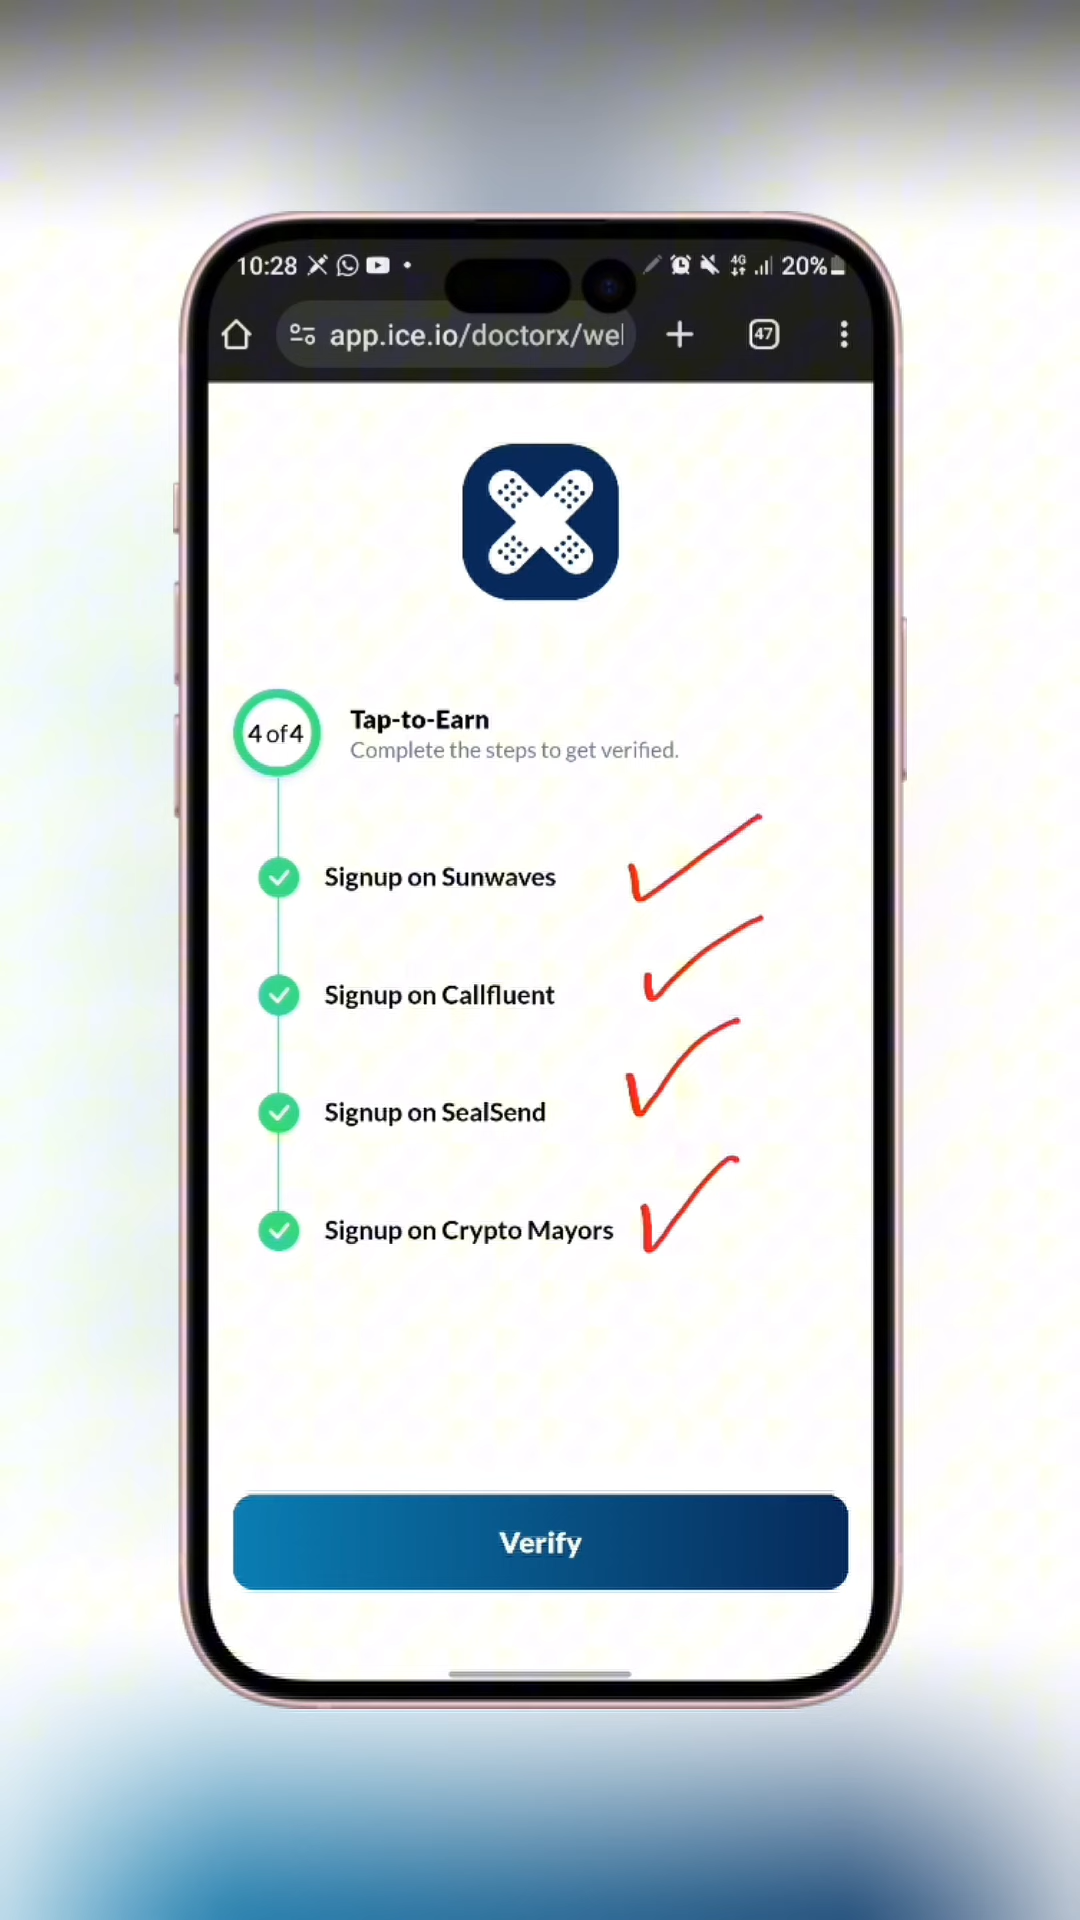 10:28
4G
20%
app.ice.io/doctorx/wel
47
4 of 4
Tap-to-Earn
Complete the steps to get verified.
Signup on Sunwaves
Signup on Callfluent
Signup on SealSend
Signup on Crypto Mayors
Verify